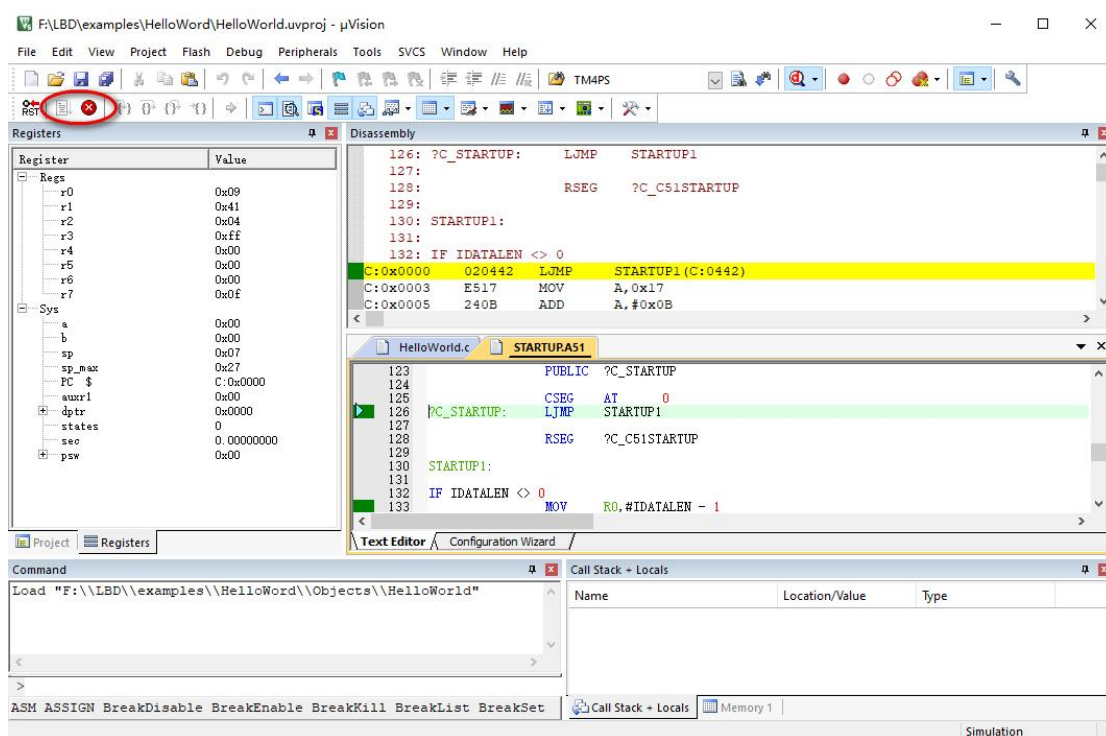 F:\LBD\examples\HelloWord\HelloWorld.uvproj - µVision
File Edit View Project Flash Debug Peripherals Tools SVCS Window Help
TM4PS
RST
Registers
Register Value
Regs
r0 0x09
r1 0x41
r2 0x04
r3 0xff
r4 0x00
r5 0x00
r6 0x00
r7 0x0f
Sys
a 0x00
b 0x00
sp 0x07
sp_max 0x27
PC $ C:0x0000
auxr1 0x00
dptr 0x0000
states 0
sec 0.00000000
psw 0x00
Project Registers
Disassembly
126: ?C_STARTUP: LJMP STARTUP1
127:
128: RSEG ?C_C51STARTUP
129:
130: STARTUP1:
131:
132: IF IDATALEN <> 0
C:0x0000 020442 LJMP STARTUP1(C:0442)
C:0x0003 E517 MOV A,0x17
C:0x0005 240B ADD A,#0x0B
HelloWorld.c STARTUP.A51
123 PUBLIC ?C_STARTUP
124
125 CSEG AT 0
126 ?C_STARTUP: LJMP STARTUP1
127
128 RSEG ?C_C51STARTUP
129
130 STARTUP1:
131
132 IF IDATALEN <> 0
133 MOV R0,#IDATALEN - 1
Text Editor Configuration Wizard
Command
Load "F:\\LBD\\examples\\HelloWord\\Objects\\HelloWorld"
>
ASM ASSIGN BreakDisable BreakEnable BreakKill BreakList BreakSet
Call Stack + Locals
Name Location/Value Type
Call Stack + Locals Memory 1
Simulation